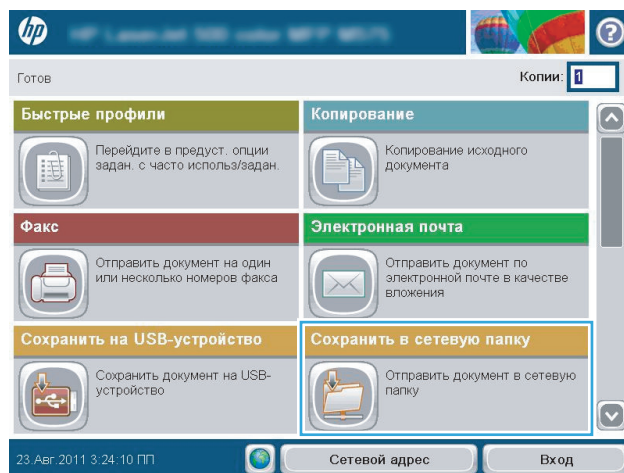 hp
Готов
Копии: 1
Быстрые профили
Перейдите в предуст. опции
задан. с часто использ/задан.
Копирование
Копирование исходного
документа
Факс
Отправить документ на один
или несколько номеров факса
Электронная почта
Отправить документ по
электронной почте в качестве
вложения
Сохранить на USB-устройство
Сохранить документ на USB-
устройство
Сохранить в сетевую папку
Отправить документ в сетевую
папку
23.Авг.2011 3:24:10 ПП
Сетевой адрес
Вход